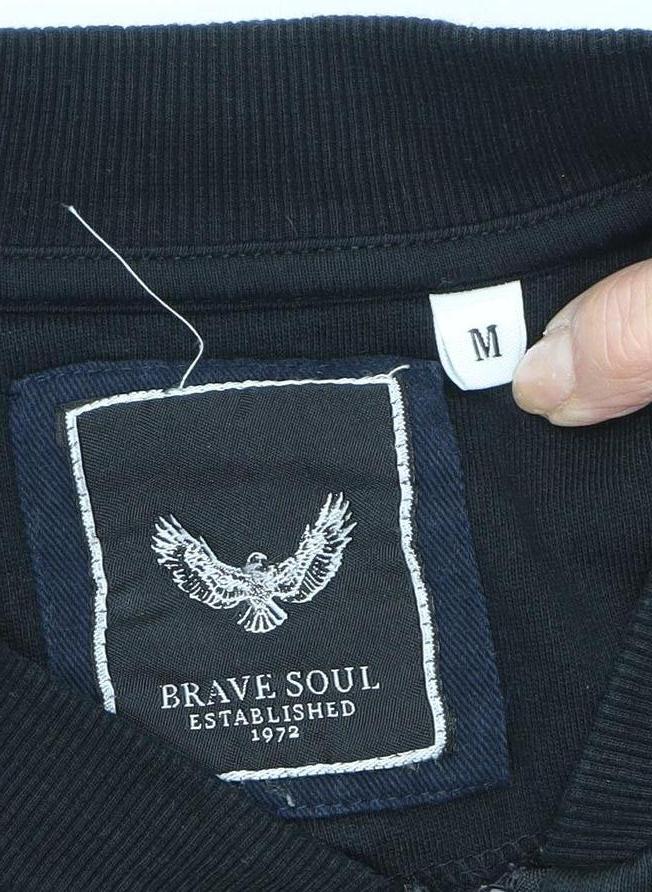 M
BRAVE SOUL
ESTABLISHED
1972